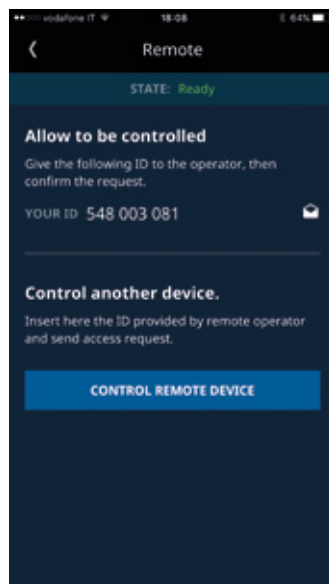 vodafone IT 18:08 64%
Remote
STATE: Ready
Allow to be controlled
Give the following ID to the operator, then
confirm the request.
YOUR ID 548 003 081
Control another device.
Insert here the ID provided by remote operator
and send access request.
CONTROL REMOTE DEVICE